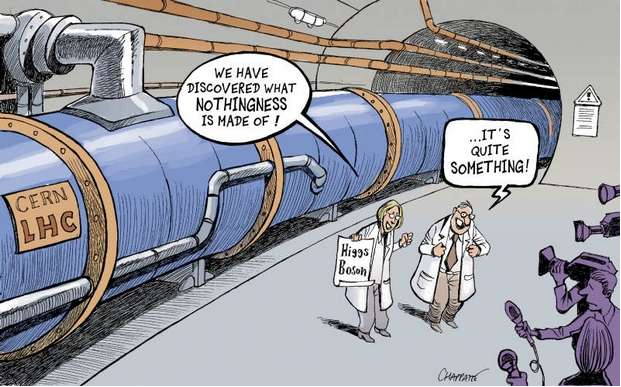 WE HAVE
DISCOVERED WHAT
NOTHINGNESS
IS MADE OF !
...IT'S
QUITE
SOMETHING!
CERN
LHC
Higgs
Boson
CHAPPATTE